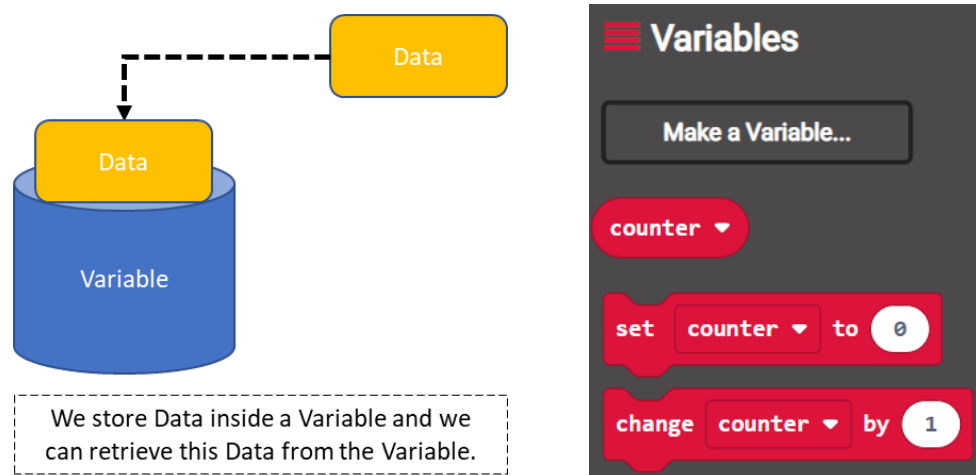 Data
Data
Variable
We store Data inside a Variable and we
can retrieve this Data from the Variable.
Variables
Make a Variable...
counter
set counter to 0
change counter by 1